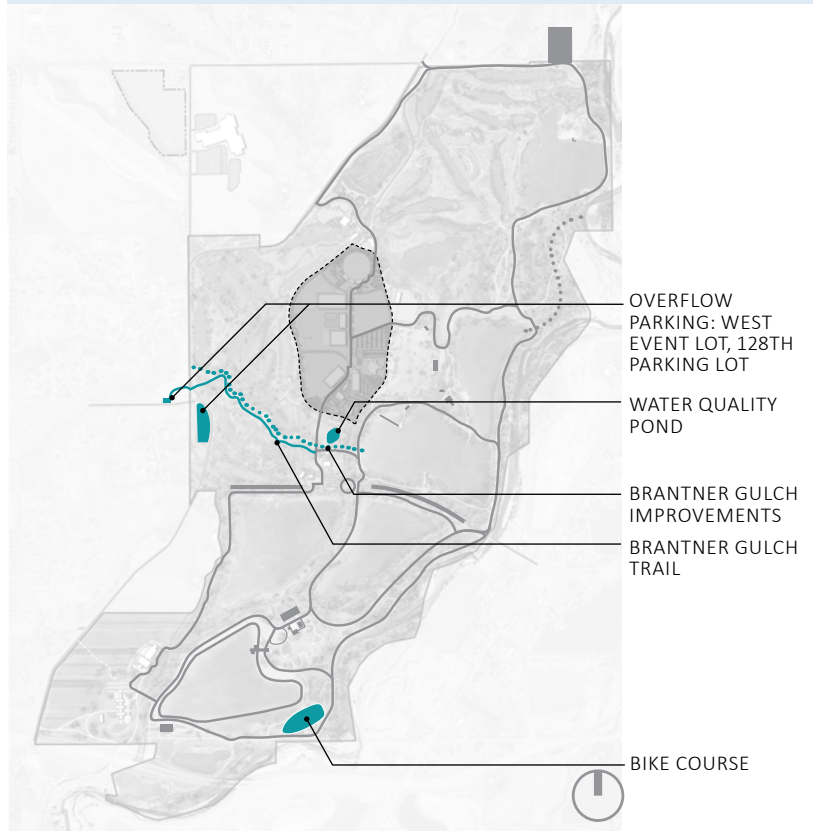 OVERFLOW
PARKING: WEST
EVENT LOT, 128TH
PARKING LOT
WATER QUALITY
POND
BRANTNER GULCH
IMPROVEMENTS
BRANTNER GULCH
TRAIL
BIKE COURSE